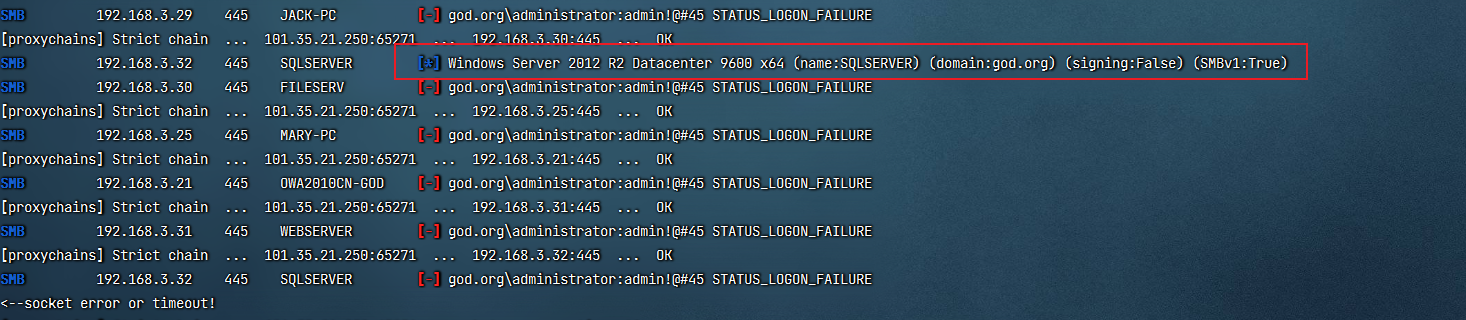 SMB 192.168.3.29 445 JACK-PC [-] god.org\administrator:admin!@#45 STATUS_LOGON_FAILURE
[proxychains] Strict chain ... 101.35.21.250:65271 ... 192.168.3.30:445 ... OK
SMB 192.168.3.32 445 SQLSERVER [*] Windows Server 2012 R2 Datacenter 9600 x64 (name:SQLSERVER) (domain:god.org) (signing:False) (SMBv1:True)
SMB 192.168.3.30 445 FILESERV [-] god.org\administrator:admin!@#45 STATUS_LOGON_FAILURE
[proxychains] Strict chain ... 101.35.21.250:65271 ... 192.168.3.25:445 ... OK
SMB 192.168.3.25 445 MARY-PC [-] god.org\administrator:admin!@#45 STATUS_LOGON_FAILURE
[proxychains] Strict chain ... 101.35.21.250:65271 ... 192.168.3.21:445 ... OK
SMB 192.168.3.21 445 OWA2010CN-GOD [-] god.org\administrator:admin!@#45 STATUS_LOGON_FAILURE
[proxychains] Strict chain ... 101.35.21.250:65271 ... 192.168.3.31:445 ... OK
SMB 192.168.3.31 445 WEBSERVER [-] god.org\administrator:admin!@#45 STATUS_LOGON_FAILURE
[proxychains] Strict chain ... 101.35.21.250:65271 ... 192.168.3.32:445 ... OK
SMB 192.168.3.32 445 SQLSERVER [-] god.org\administrator:admin!@#45 STATUS_LOGON_FAILURE
<--socket error or timeout!